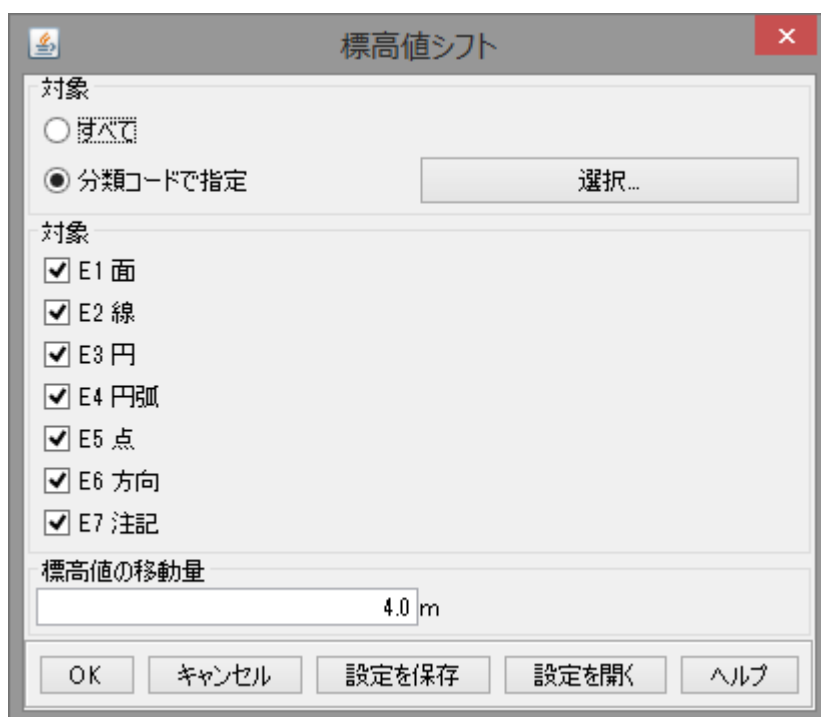 標高値シフト
対象
すべて
分類コードで指定 選択...
対象
E1 面
E2 線
E3 円
E4 円弧
E5 点
E6 方向
E7 注記
標高値の移動量
4.0 m
OK キャンセル 設定を保存 設定を開く ヘルプ